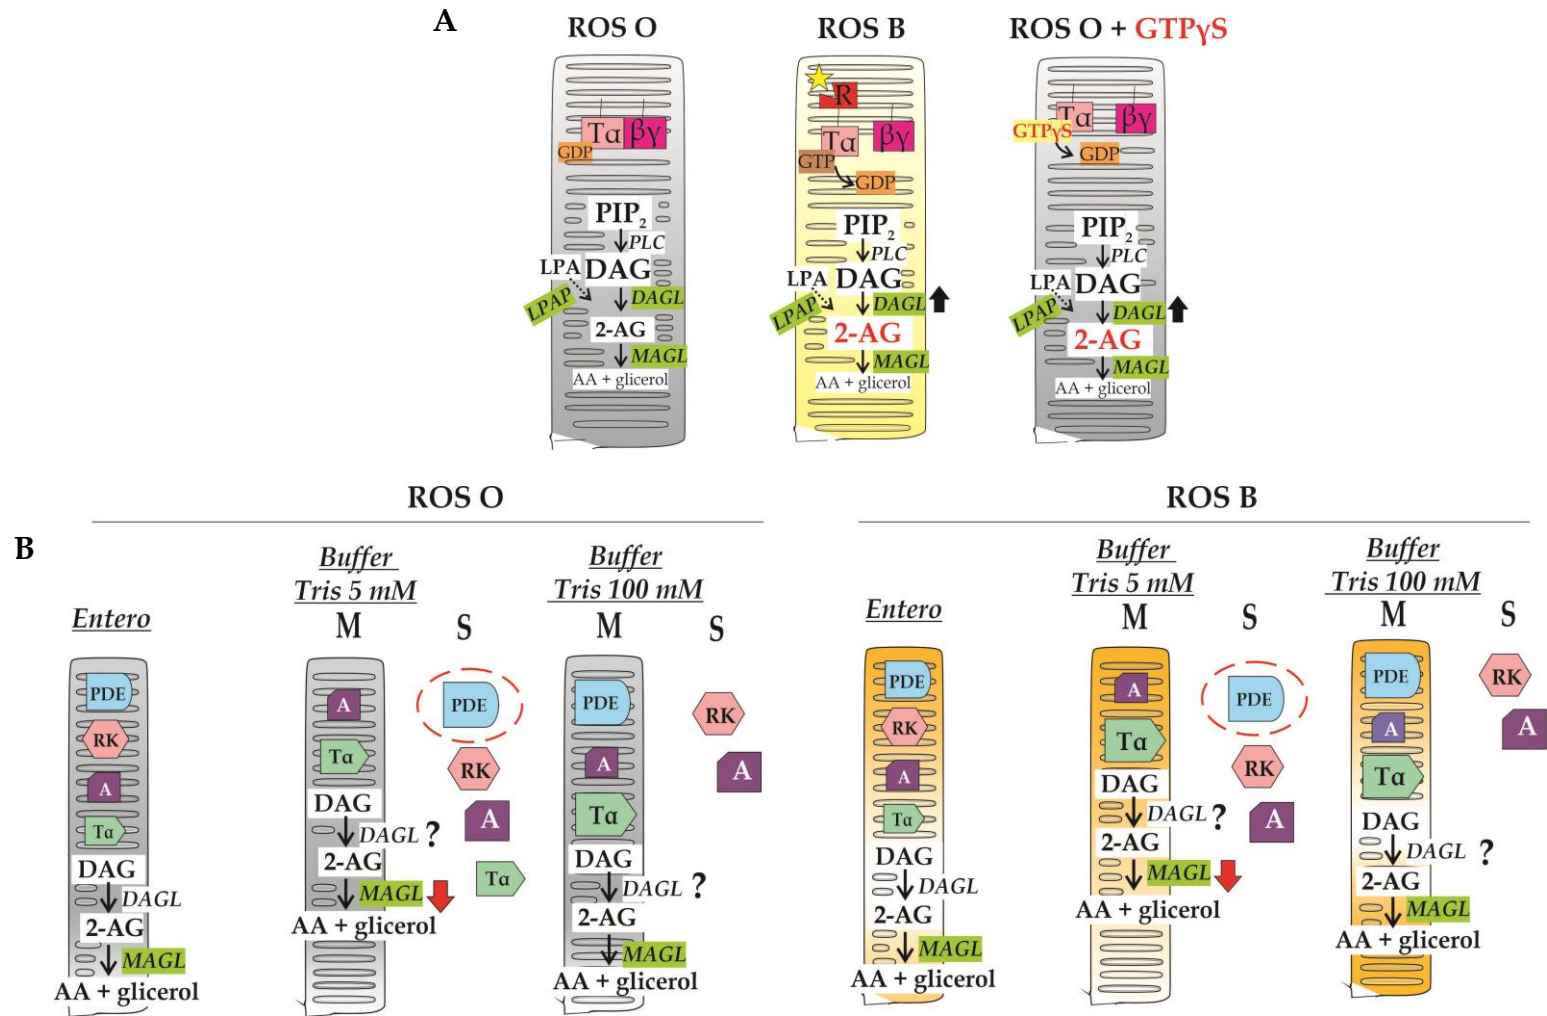 A
ROS O
ROS B
ROS O + GTPγS
Tα
βγ
GDP
PIP2
PLC
LPA
DAG
LPAP
DAGL
2-AG
MAGL
AA + glicerol
R
Tα
βγ
GTP
GDP
PIP2
PLC
LPA
DAG
LPAP
DAGL
2-AG
MAGL
AA + glicerol
Tα
βγ
GTPγS
GDP
PIP2
PLC
LPA
DAG
LPAP
DAGL
2-AG
MAGL
AA + glicerol
ROS O
ROS B
B
Entero
PDE
RK
A
Tα
DAG
DAGL
2-AG
MAGL
AA + glicerol
Buffer
Tris 5 mM
M
S
A
Tα
DAG
DAGL ?
2-AG
MAGL
AA + glicerol
PDE
RK
A
Tα
Buffer
Tris 100 mM
M
S
PDE
A
Tα
DAG
DAGL ?
2-AG
MAGL
AA + glicerol
RK
A
Entero
PDE
RK
A
Tα
DAG
DAGL
2-AG
MAGL
AA + glicerol
Buffer
Tris 5 mM
M
S
A
Tα
DAG
DAGL ?
2-AG
MAGL
AA + glicerol
PDE
RK
A
Buffer
Tris 100 mM
M
S
PDE
A
Tα
DAG
DAGL ?
2-AG
MAGL
AA + glicerol
RK
A